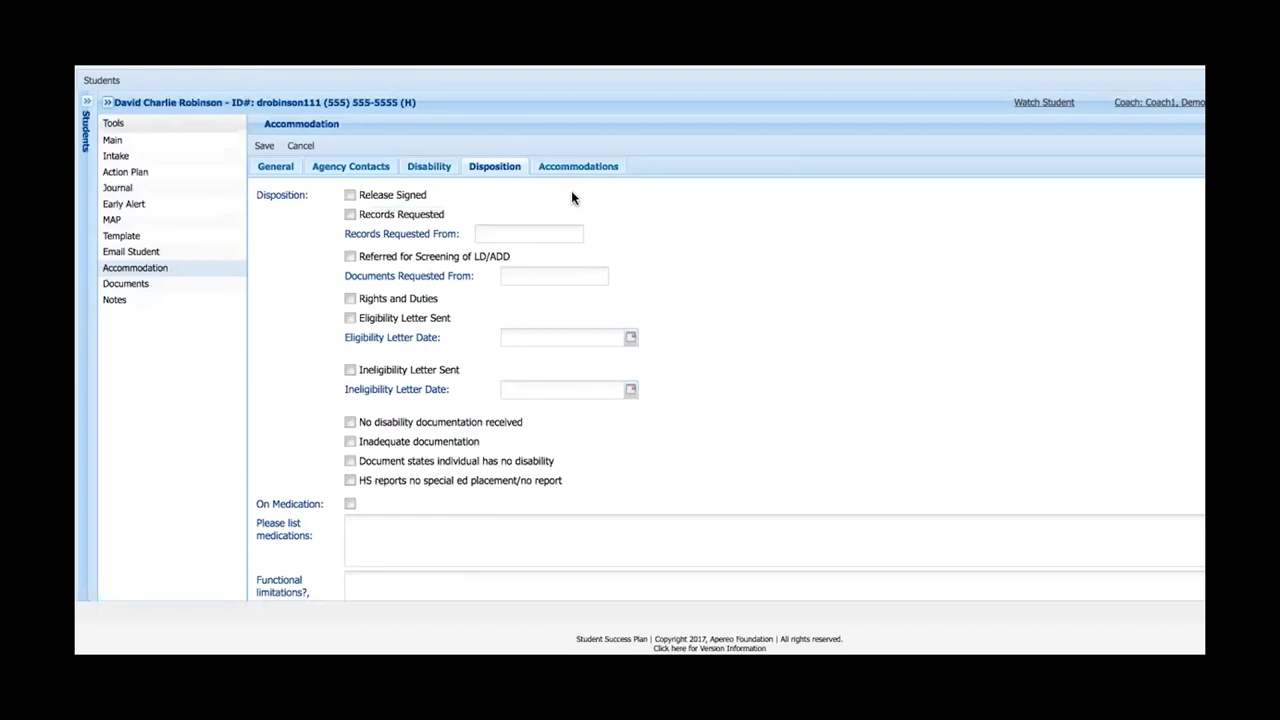 Students
David Charlie Robinson - ID#: drobinson111 (555) 555-5555 (H)
Watch Student
Coach: Coach1, Demo
Students
Tools
Main
Intake
Action Plan
Journal
Early Alert
MAP
Template
Email Student
Accommodation
Documents
Notes
Accommodation
Save Cancel
General Agency Contacts Disability Disposition Accommodations
Disposition:
Release Signed
Records Requested
Records Requested From:
Referred for Screening of LD/ADD
Documents Requested From:
Rights and Duties
Eligibility Letter Sent
Eligibility Letter Date:
Ineligibility Letter Sent
Ineligibility Letter Date:
No disability documentation received
Inadequate documentation
Document states individual has no disability
HS reports no special ed placement/no report
On Medication:
Please list
medications:
Functional
limitations?,
Student Success Plan | Copyright 2017, Apereo Foundation | All rights reserved.
Click here for Version Information